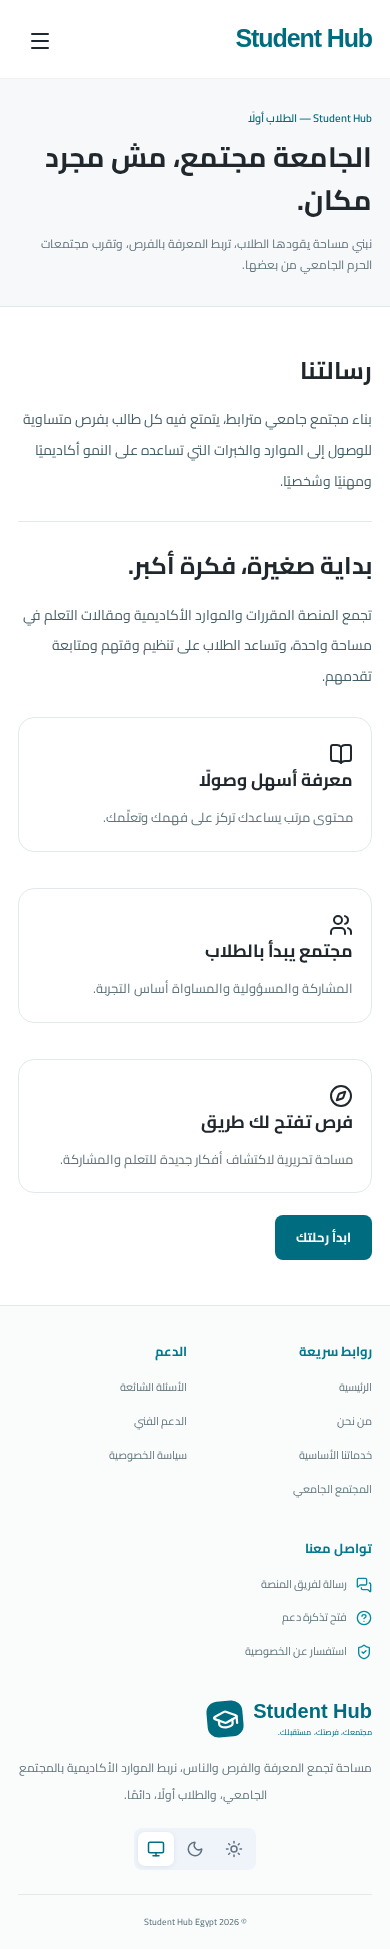 Student Hub
Student Hub — الطلاب أولًا
الجامعة مجتمع، مش مجرد
مكان.
نبني مساحة يقودها الطلاب، تربط المعرفة بالفرص، وتقرب مجتمعات
الحرم الجامعي من بعضها.
رسالتنا
بناء مجتمع جامعي مترابط، يتمتع فيه كل طالب بفرص متساوية
للوصول إلى الموارد والخبرات التي تساعده على النمو أكاديميًا
ومهنيًا وشخصيًا.
بداية صغيرة، فكرة أكبر.
تجمع المنصة المقررات والموارد الأكاديمية ومقالات التعلم في
مساحة واحدة، وتساعد الطلاب على تنظيم وقتهم ومتابعة
تقدمهم.
معرفة أسهل وصولًا
محتوى مرتب يساعدك تركز على فهمك وتعلّمك.
مجتمع يبدأ بالطلاب
المشاركة والمسؤولية والمساواة أساس التجربة.
فرص تفتح لك طريق
مساحة تحريرية لاكتشاف أفكار جديدة للتعلم والمشاركة.
ابدأ رحلتك
روابط سريعة
الرئيسية
من نحن
خدماتنا الأساسية
المجتمع الجامعي
الدعم
الأسئلة الشائعة
الدعم الفني
سياسة الخصوصية
تواصل معنا
رسالة لفريق المنصة
فتح تذكرة دعم
استفسار عن الخصوصية
Student Hub
مجتمعك. فرصتك. مستقبلك.
مساحة تجمع المعرفة والفرص والناس، نربط الموارد الأكاديمية بالمجتمع
الجامعي، والطلاب أولًا، دائمًا.
© 2026 Student Hub Egypt